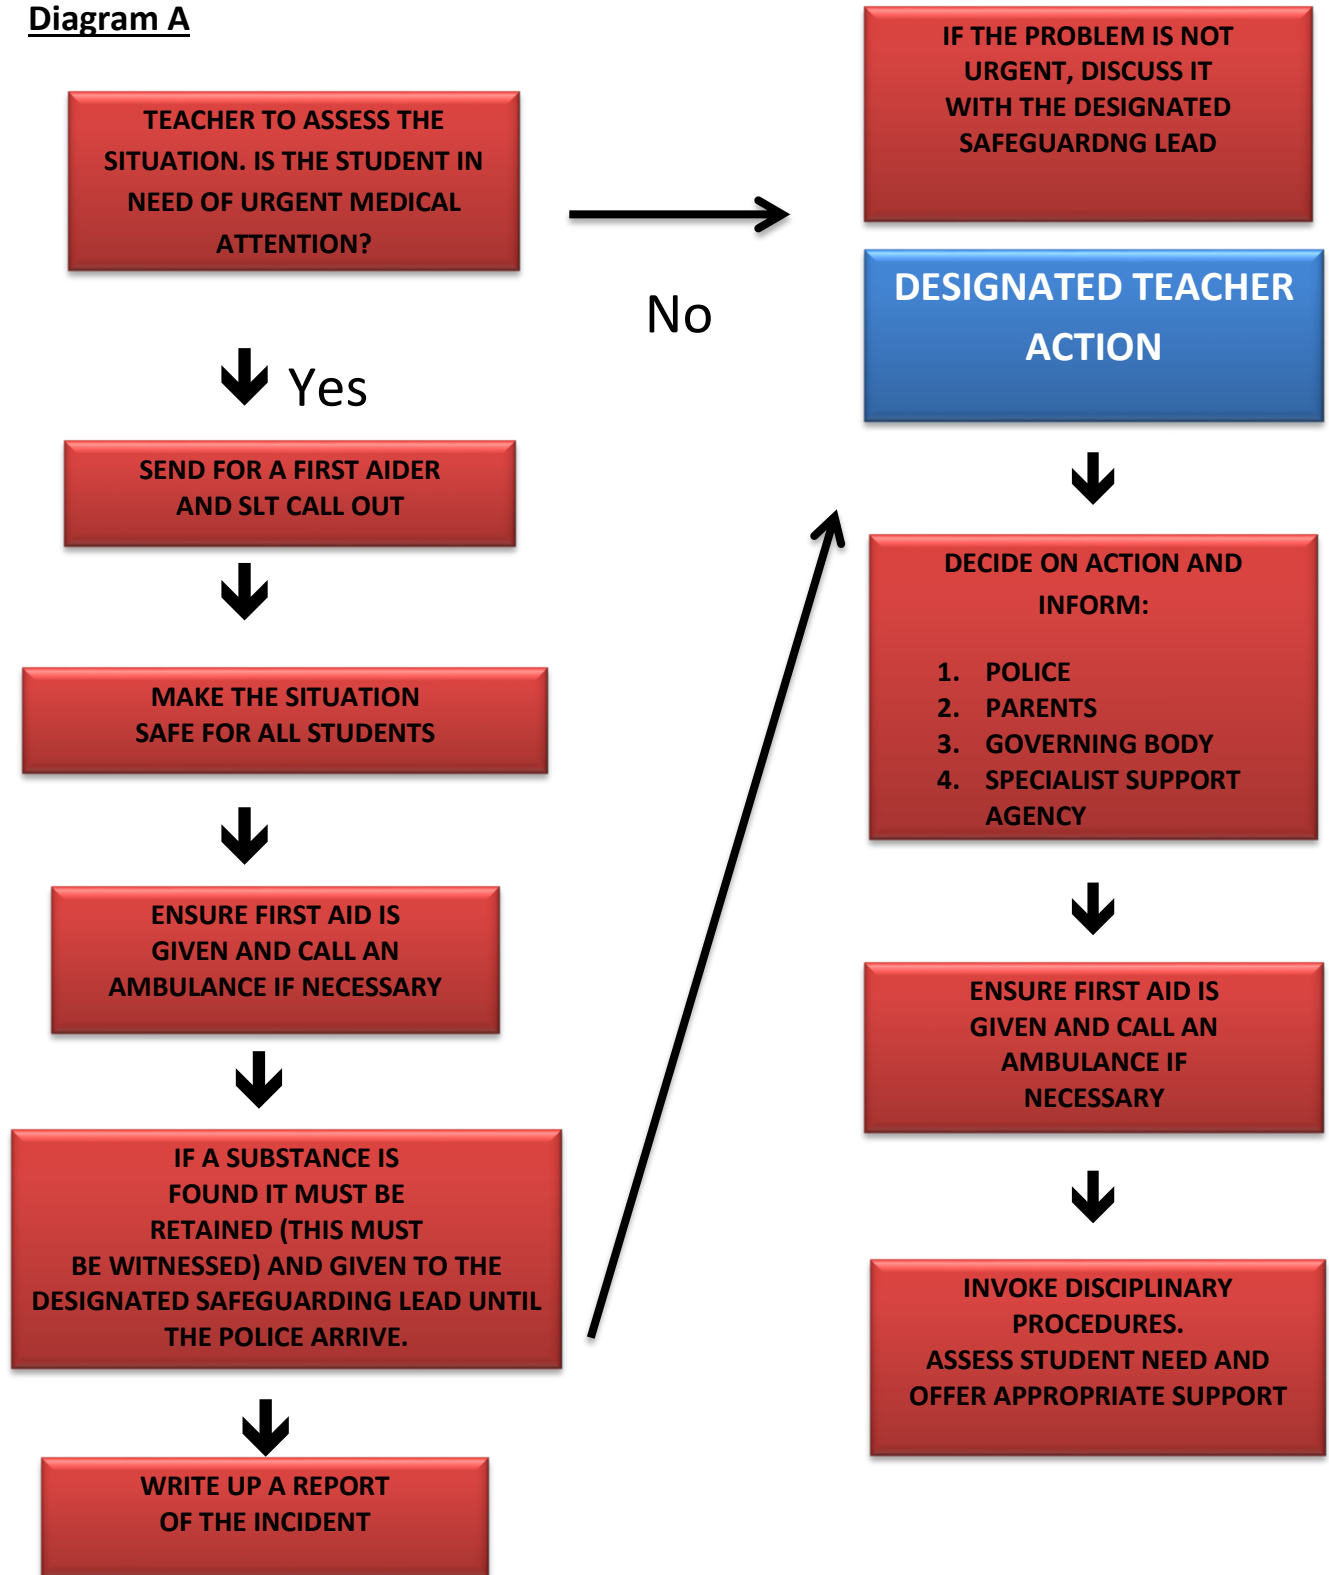 Diagram A
TEACHER TO ASSESS THE
SITUATION. IS THE STUDENT IN
NEED OF URGENT MEDICAL
ATTENTION?
No
Yes
SEND FOR A FIRST AIDER
AND SLT CALL OUT
MAKE THE SITUATION
SAFE FOR ALL STUDENTS
ENSURE FIRST AID IS
GIVEN AND CALL AN
AMBULANCE IF NECESSARY
IF A SUBSTANCE IS
FOUND IT MUST BE
RETAINED (THIS MUST
BE WITNESSED) AND GIVEN TO THE
DESIGNATED SAFEGUARDING LEAD UNTIL
THE POLICE ARRIVE.
WRITE UP A REPORT
OF THE INCIDENT
IF THE PROBLEM IS NOT
URGENT, DISCUSS IT
WITH THE DESIGNATED
SAFEGUARDNG LEAD
DESIGNATED TEACHER
ACTION
DECIDE ON ACTION AND
INFORM:
1. POLICE
2. PARENTS
3. GOVERNING BODY
4. SPECIALIST SUPPORT
AGENCY
ENSURE FIRST AID IS
GIVEN AND CALL AN
AMBULANCE IF
NECESSARY
INVOKE DISCIPLINARY
PROCEDURES.
ASSESS STUDENT NEED AND
OFFER APPROPRIATE SUPPORT